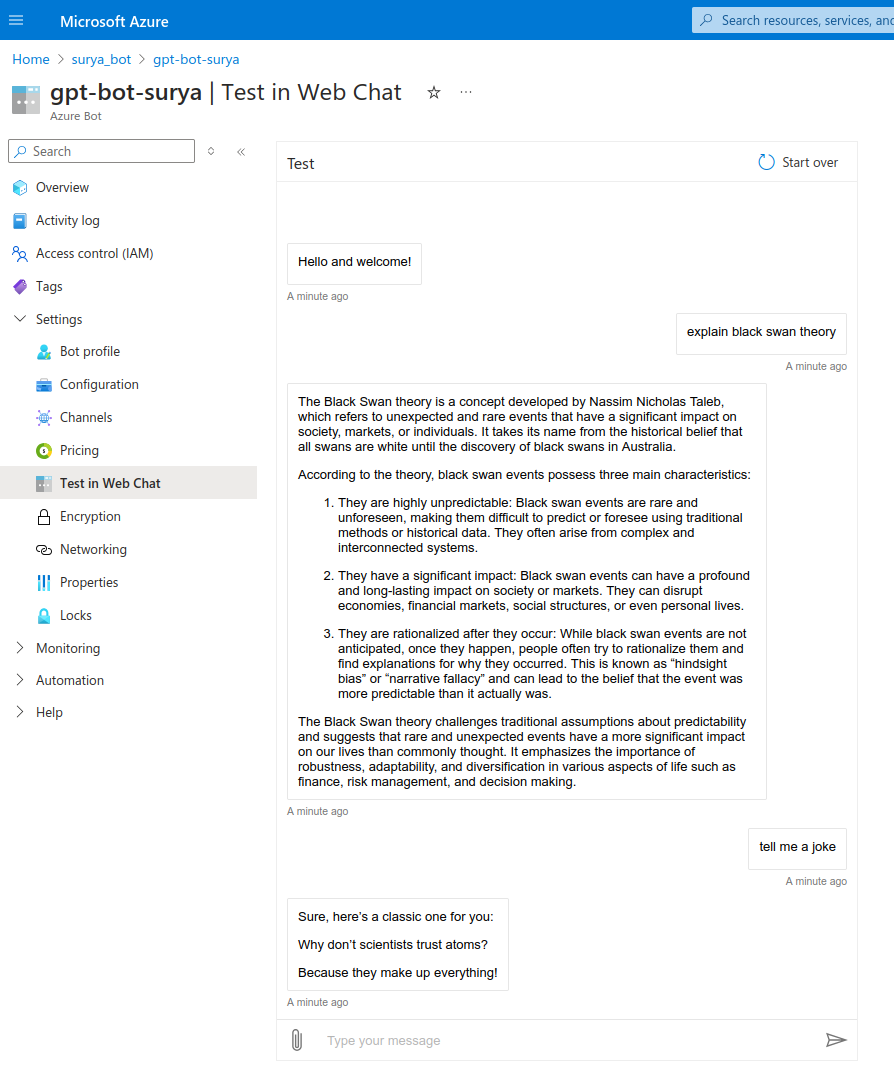 Microsoft Azure
Search resources, services, and
Home > surya_bot > gpt-bot-surya
gpt-bot-surya | Test in Web Chat
Azure Bot
Search
Overview
Activity log
Access control (IAM)
Tags
Settings
Bot profile
Configuration
Channels
Pricing
Test in Web Chat
Encryption
Networking
Properties
Locks
Monitoring
Automation
Help
Test
Start over
Hello and welcome!
A minute ago
explain black swan theory
A minute ago
The Black Swan theory is a concept developed by Nassim Nicholas Taleb,
which refers to unexpected and rare events that have a significant impact on
society, markets, or individuals. It takes its name from the historical belief that
all swans are white until the discovery of black swans in Australia.
According to the theory, black swan events possess three main characteristics:
1. They are highly unpredictable: Black swan events are rare and
unforeseen, making them difficult to predict or foresee using traditional
methods or historical data. They often arise from complex and
interconnected systems.
2. They have a significant impact: Black swan events can have a profound
and long-lasting impact on society or markets. They can disrupt
economies, financial markets, social structures, or even personal lives.
3. They are rationalized after they occur: While black swan events are not
anticipated, once they happen, people often try to rationalize them and
find explanations for why they occurred. This is known as “hindsight
bias” or “narrative fallacy” and can lead to the belief that the event was
more predictable than it actually was.
The Black Swan theory challenges traditional assumptions about predictability
and suggests that rare and unexpected events have a more significant impact
on our lives than commonly thought. It emphasizes the importance of
robustness, adaptability, and diversification in various aspects of life such as
finance, risk management, and decision making.
A minute ago
tell me a joke
A minute ago
Sure, here’s a classic one for you:
Why don’t scientists trust atoms?
Because they make up everything!
A minute ago
Type your message